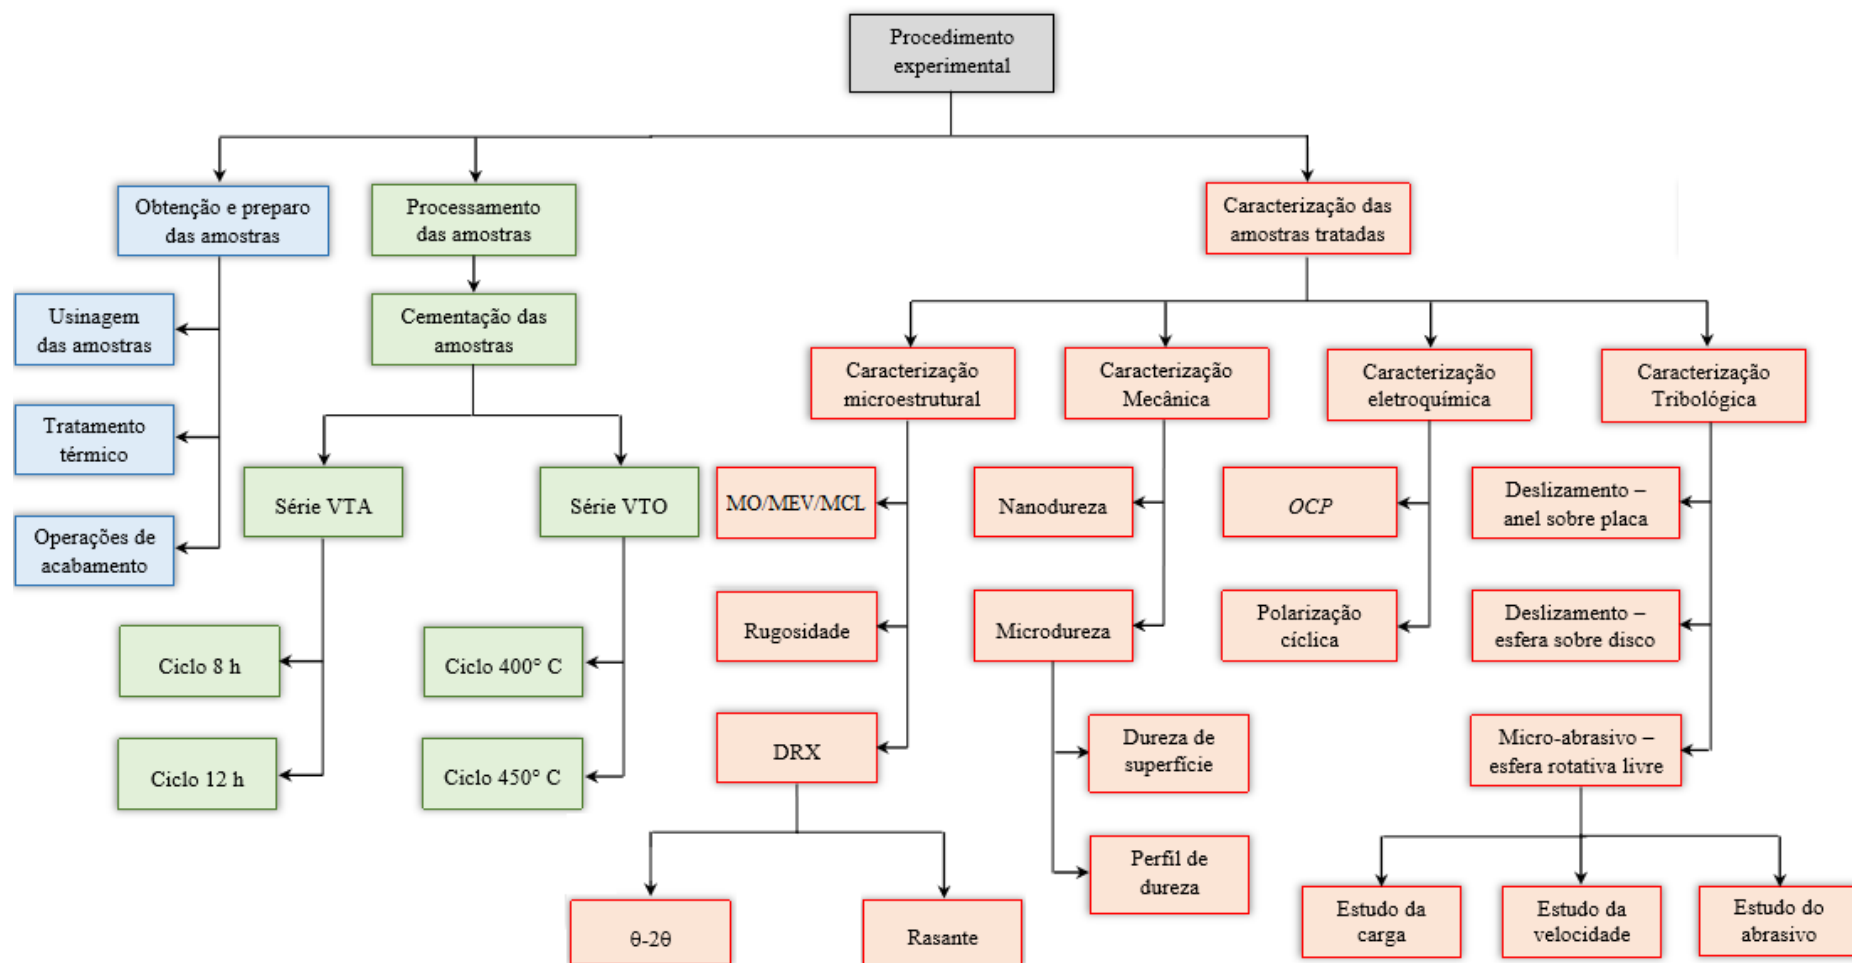 Procedimento
experimental
Obtenção e preparo
das amostras
Processamento
das amostras
Caracterização das
amostras tratadas
Usinagem
das amostras
Cementação das
amostras
Caracterização
microestrutural
Caracterização
Mecânica
Caracterização
eletroquímica
Caracterização
Tribológica
Tratamento
térmico
Série VTA
Série VTO
MO/MEV/MCL
Nanodureza
OCP
Deslizamento –
anel sobre placa
Operações de
acabamento
Ciclo 8 h
Ciclo 400° C
Rugosidade
Microdureza
Polarização
cíclica
Deslizamento –
esfera sobre disco
Ciclo 12 h
Ciclo 450° C
DRX
Dureza de
superfície
Micro-abrasivo –
esfera rotativa livre
Perfil de
dureza
θ-2θ
Rasante
Estudo da
carga
Estudo da
velocidade
Estudo do
abrasivo